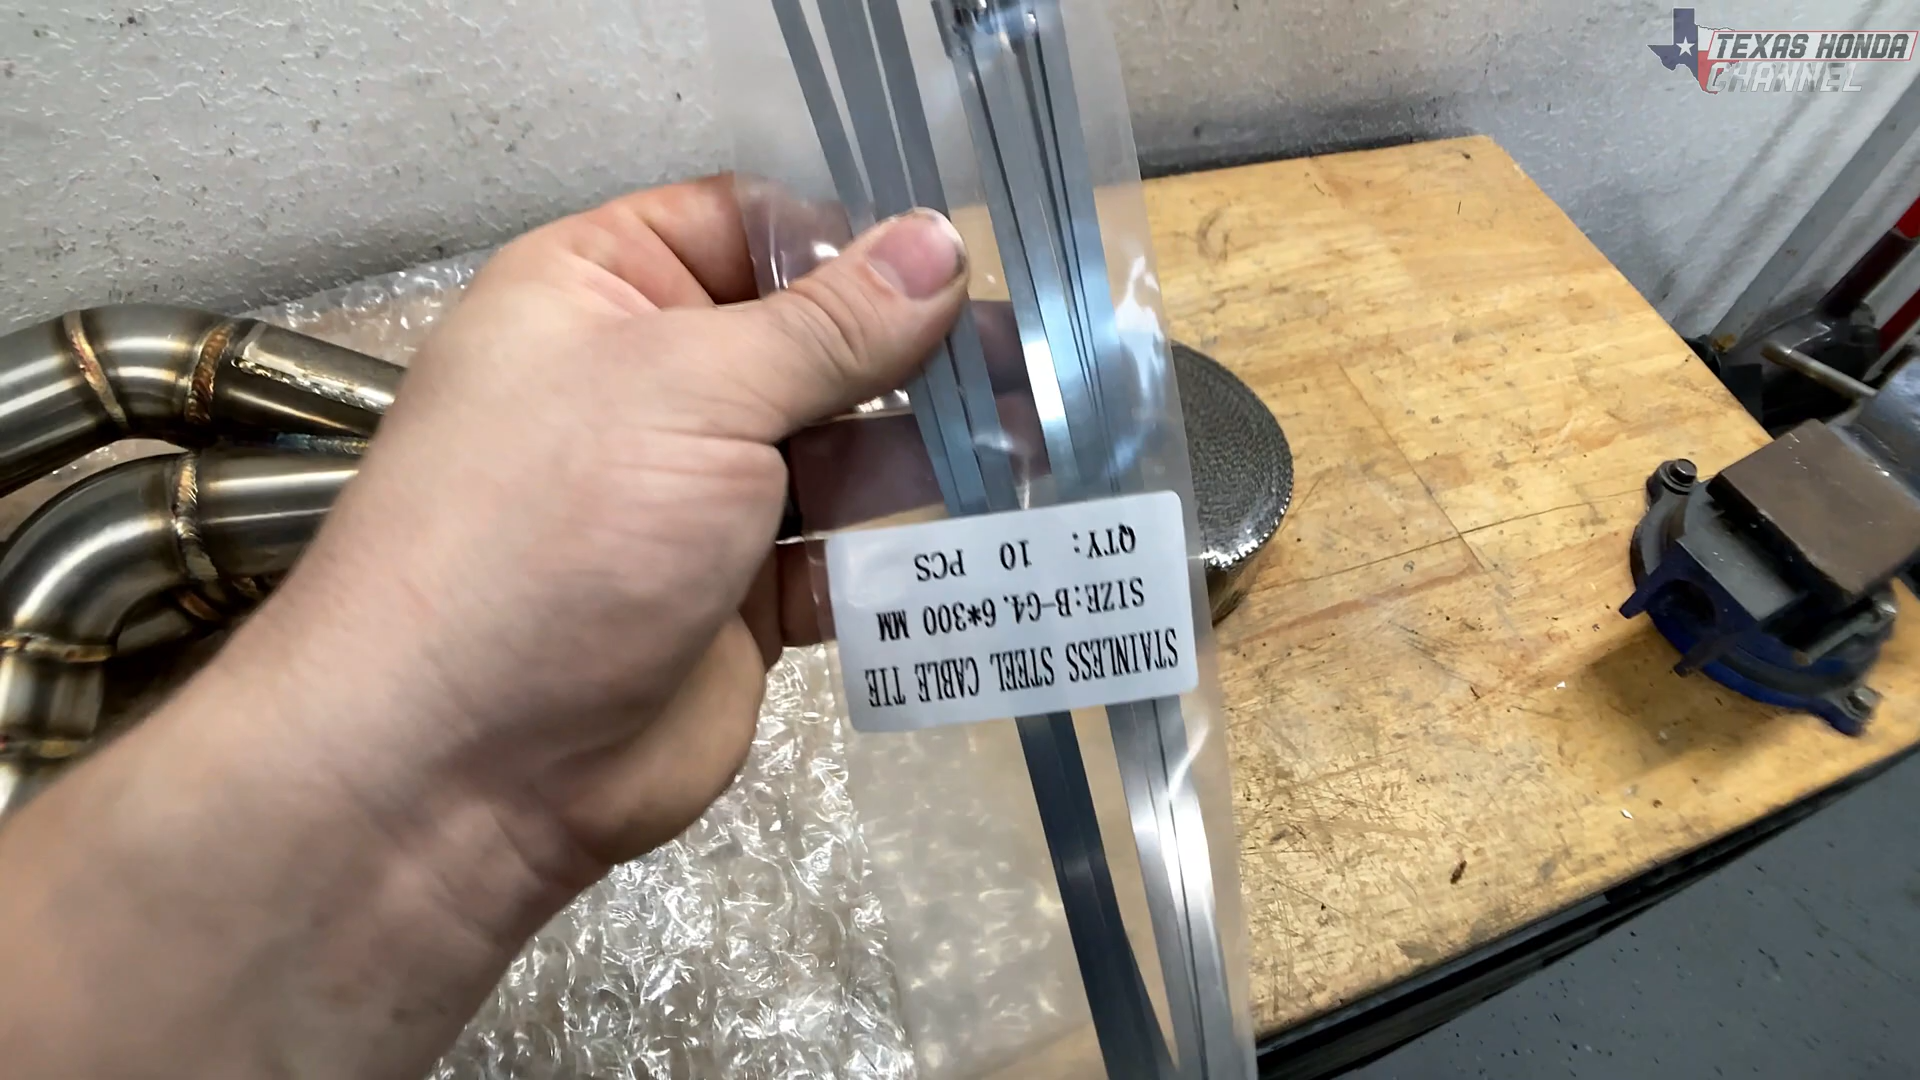 TEXAS HONDA
CHANNEL
STAINLESS STEEL CABLE TIE
SIZE:B-G4.6*300 MM
QTY: 10 PCS